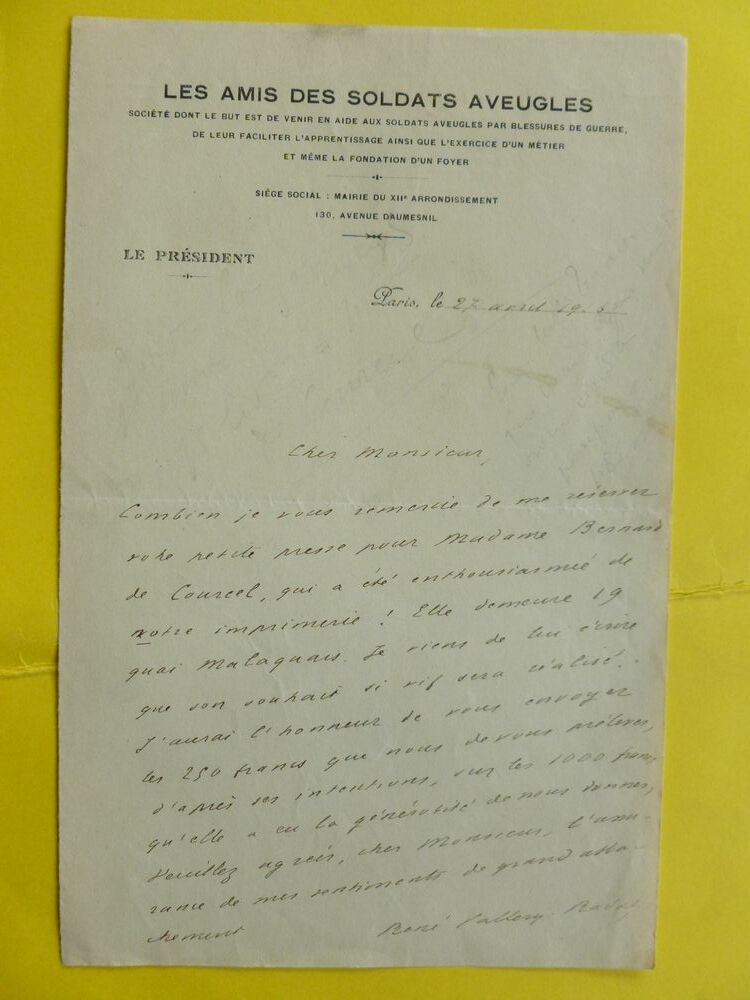 LES AMIS DES SOLDATS AVEUGLES
SOCIÉTÉ DONT LE BUT EST DE VENIR EN AIDE AUX SOLDATS AVEUGLES PAR BLESSURES DE GUERRE,
DE LEUR FACILITER L'APPRENTISSAGE AINSI QUE L'EXERCICE D'UN MÉTIER
ET MÊME LA FONDATION D'UN FOYER
SIÈGE SOCIAL : MAIRIE DU XIIe ARRONDISSEMENT
130, AVENUE DAUMESNIL
LE PRÉSIDENT
Paris, le 27 avril
Cher Monsieur,
Combien je vous remercie de me réserver
votre petite presse pour Madame Bernard
de Courcel, qui a été enthousiasmée de
notre imprimerie ! Elle demeure 19
quai Malaquais. Je viens de lui écrire
que son souhait si vif sera réalisé.
J'aurai l'honneur de vous envoyer
les 250 francs que nous devons prélever,
d'après ses intentions, sur les 1000 francs
qu'elle a eu la générosité de nous donner,
Veuillez agréer, cher Monsieur, l'assu-
rance de mes sentiments de grand atta-
chement
René Vallery-Radot